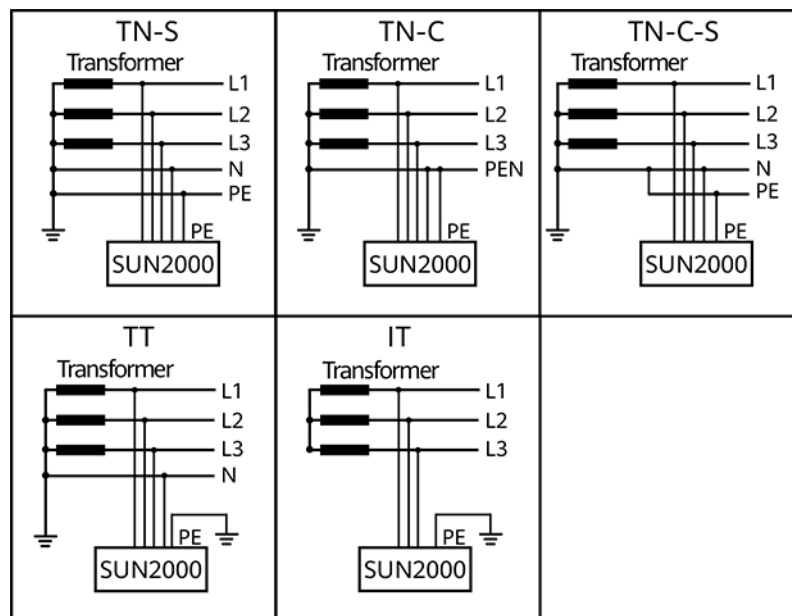 TN-S
Transformer
L1
L2
L3
N
PE
PE
SUN2000
TN-C
Transformer
L1
L2
L3
PEN
PE
SUN2000
TN-C-S
Transformer
L1
L2
L3
N
PE
PE
SUN2000
TT
Transformer
L1
L2
L3
N
PE
SUN2000
IT
Transformer
L1
L2
L3
PE
SUN2000